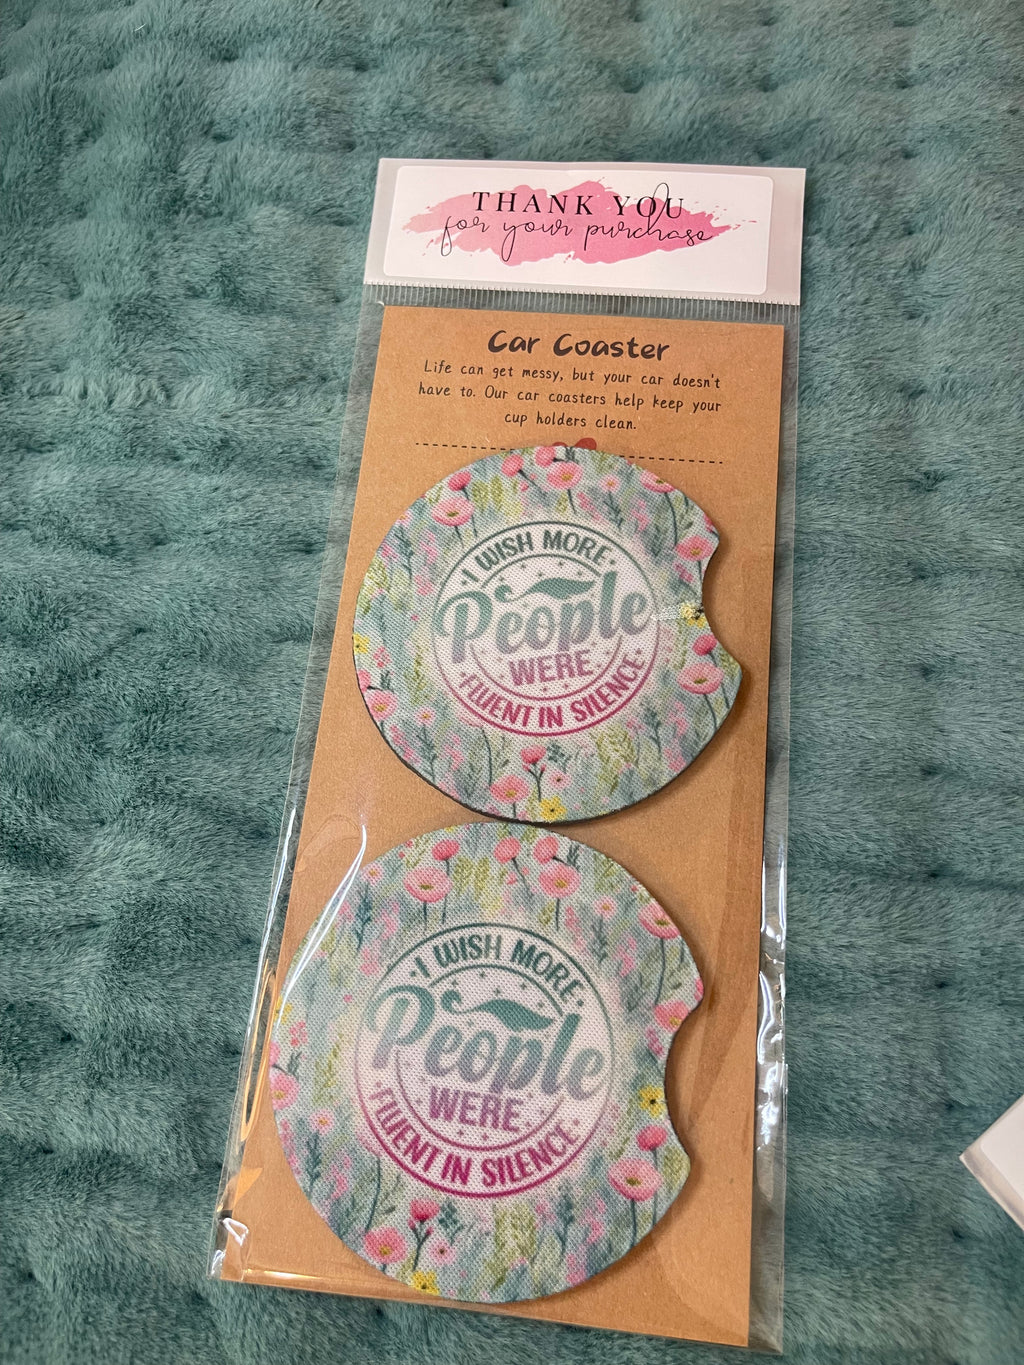 THANK YOU
for your purchase
Car Coaster
Life can get messy, but your car doesn't
have to. Our car coasters help keep your
cup holders clean.
· I WISH MORE ·
People
WERE
· FLUENT IN SILENCE ·
· I WISH MORE ·
People
WERE
· FLUENT IN SILENCE ·